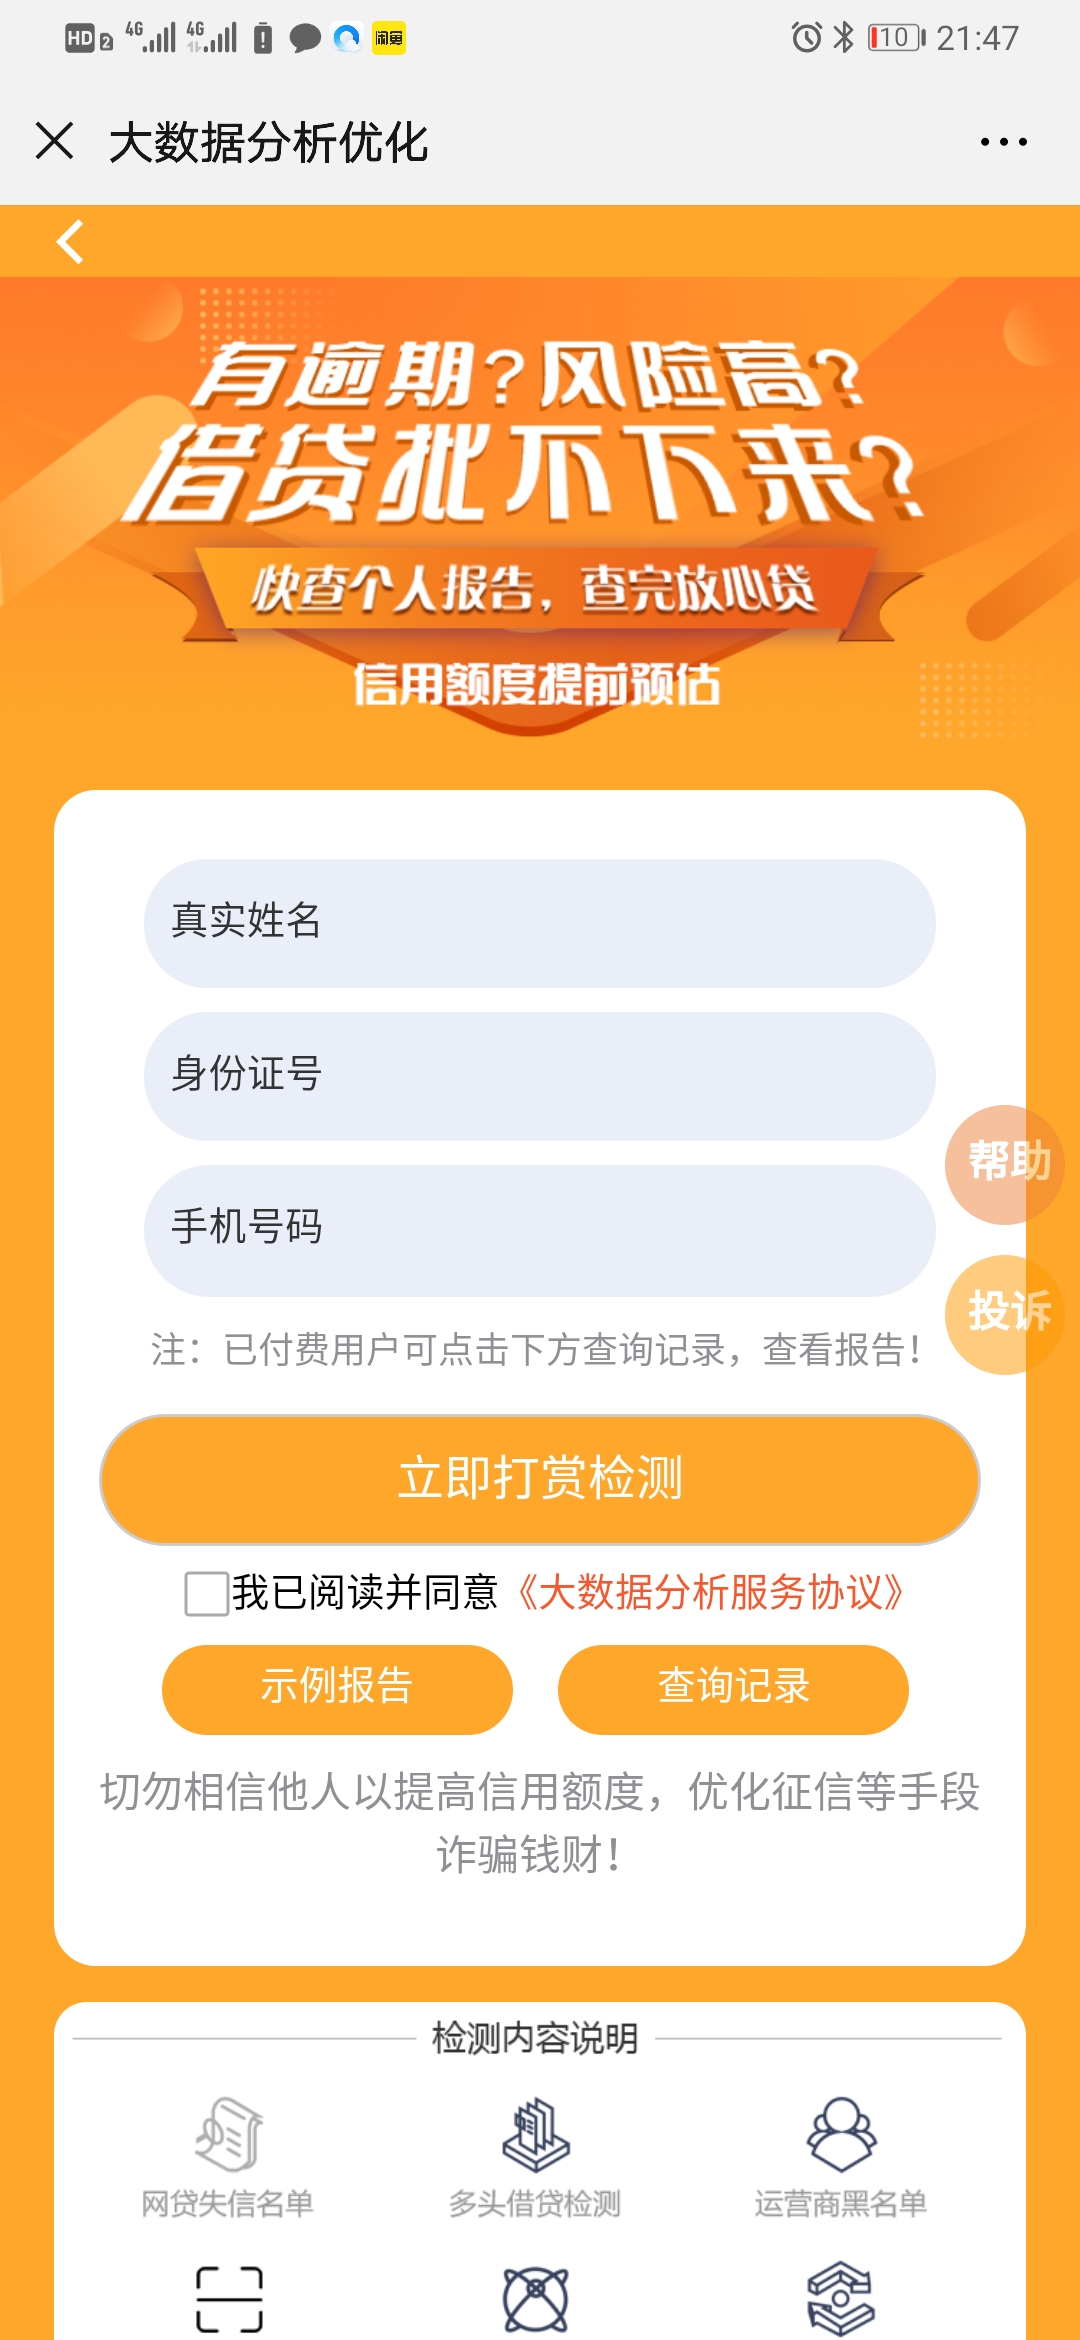 HD 2 4G 4G 闲鱼 10 21:47
大数据分析优化
有逾期?风险高?
借贷批不下来?
快查个人报告，查完放心贷
信用额度提前预估
真实姓名
身份证号
帮助
手机号码
投诉
注：已付费用户可点击下方查询记录，查看报告！
立即打赏检测
我已阅读并同意《大数据分析服务协议》
示例报告 查询记录
切勿相信他人以提高信用额度，优化征信等手段
诈骗钱财！
检测内容说明
网贷失信名单 多头借贷检测 运营商黑名单